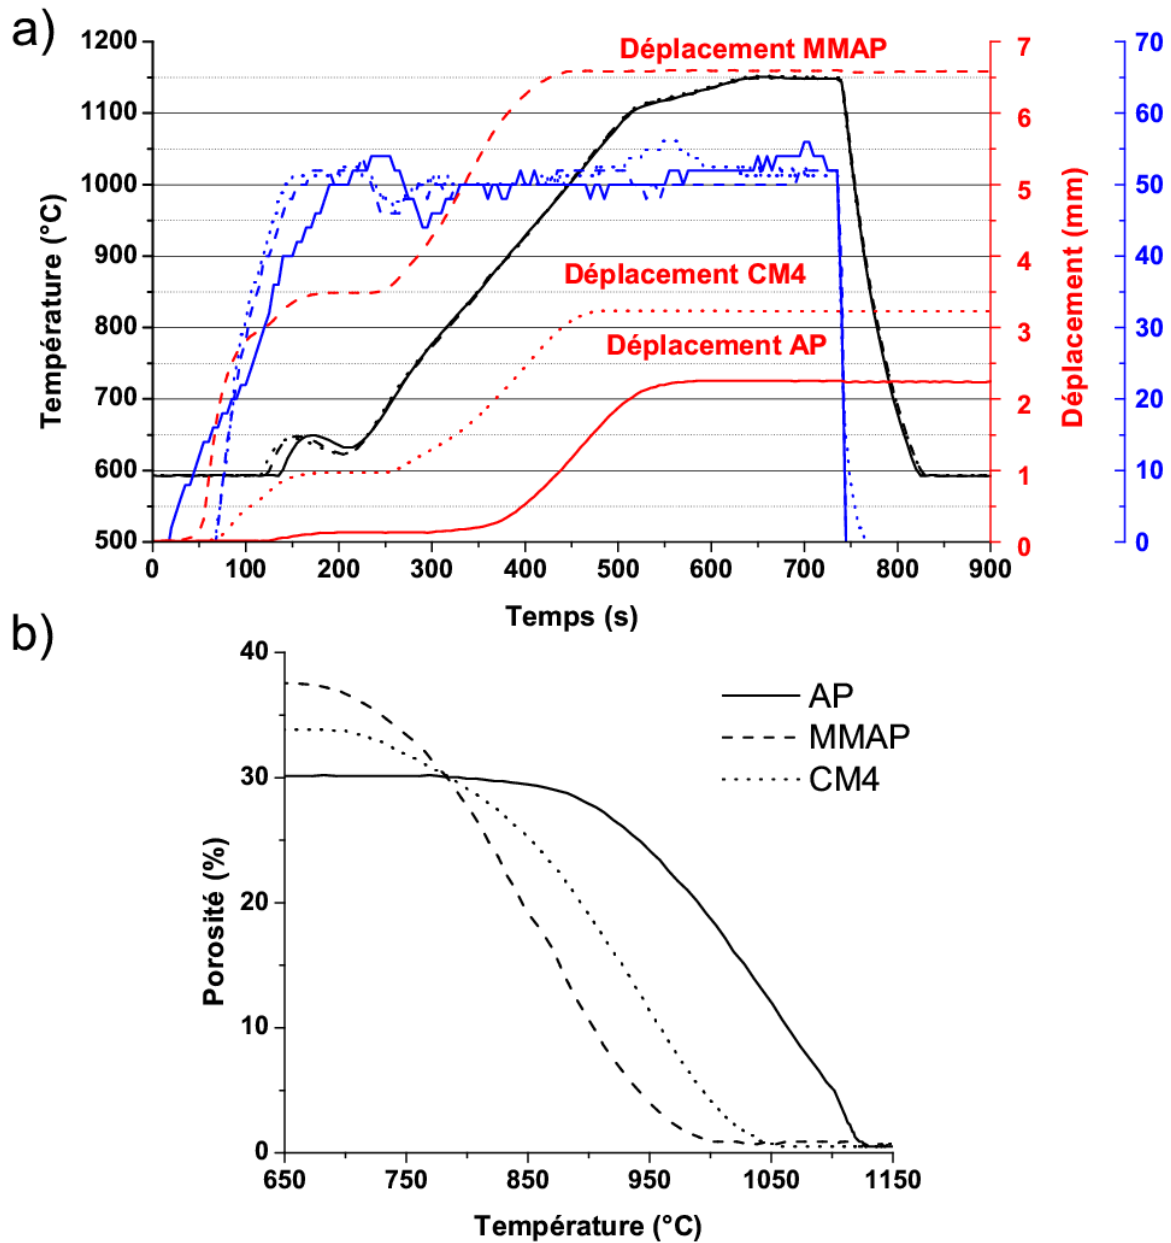 a)
1200
1100
1000
900
800
700
600
500
Température (°C)
Déplacement MMAP
Déplacement CM4
Déplacement AP
7
6
5
4
3
2
1
0
Déplacement (mm)
70
60
50
40
30
20
10
0
0 100 200 300 400 500 600 700 800 900
Temps (s)
b)
40
30
20
10
0
Porosité (%)
AP
MMAP
CM4
650 750 850 950 1050 1150
Température (°C)